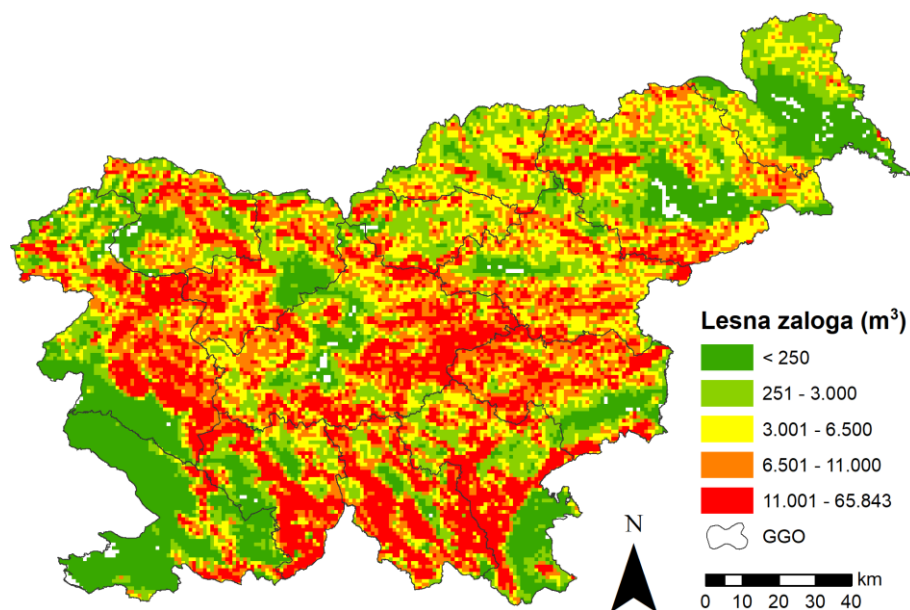 Lesna zaloga (m³)
< 250
251 - 3.000
3.001 - 6.500
6.501 - 11.000
11.001 - 65.843
GGO
N
km
0 10 20 30 40